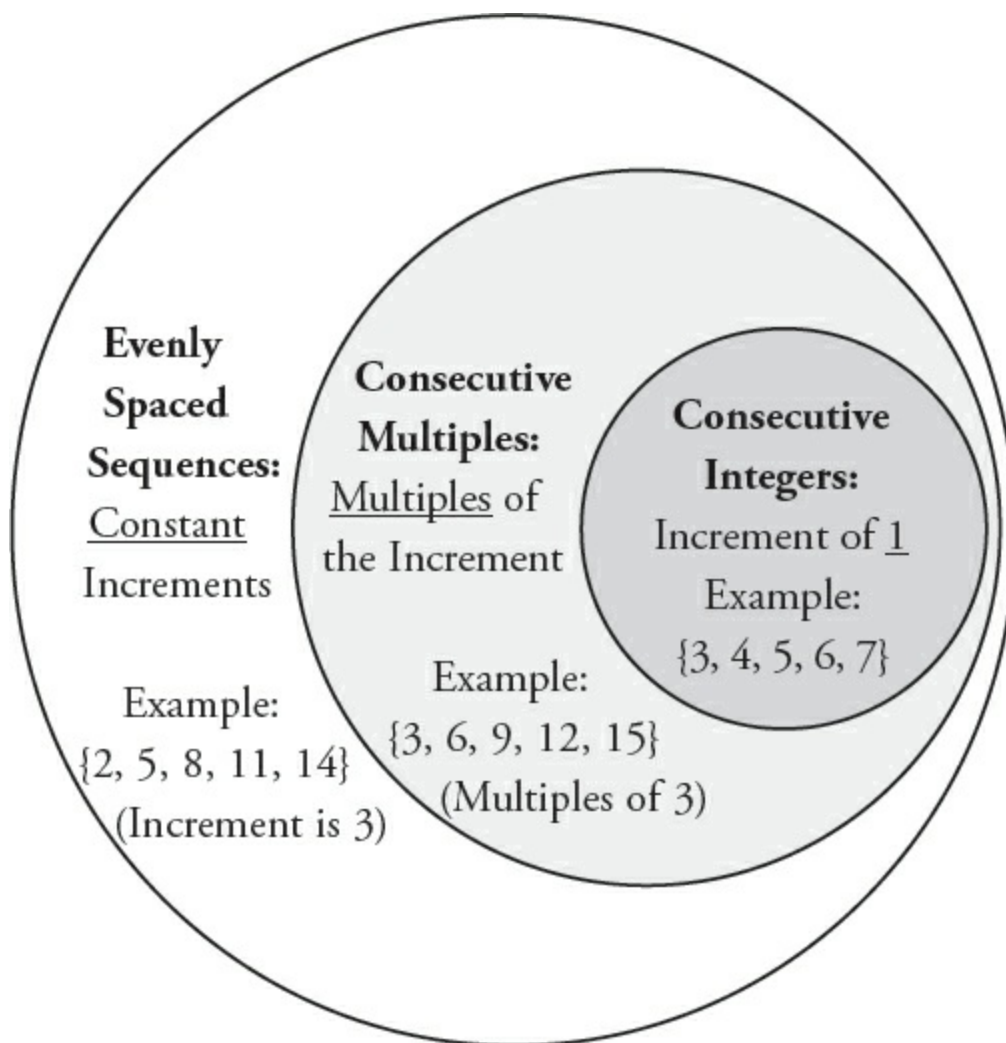 Evenly
Spaced
Sequences:
Constant
Increments
Example:
{2, 5, 8, 11, 14}
(Increment is 3)
Consecutive
Multiples:
Multiples of
the Increment
Example:
{3, 6, 9, 12, 15}
(Multiples of 3)
Consecutive
Integers:
Increment of 1
Example:
{3, 4, 5, 6, 7}